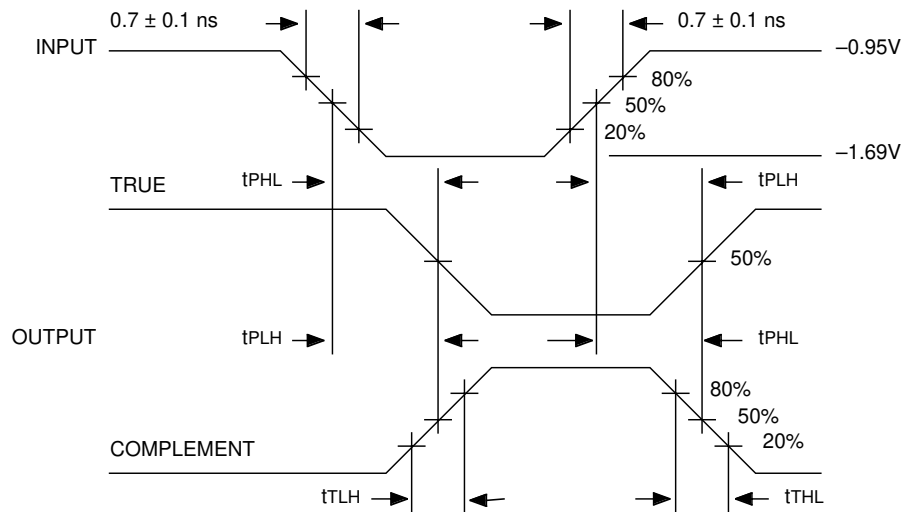 0.7 ± 0.1 ns 0.7 ± 0.1 ns
INPUT –0.95V
80%
50%
20%
–1.69V
tPHL tPLH
TRUE
50%
OUTPUT tPLH tPHL
80%
50%
20%
COMPLEMENT
tTLH tTHL